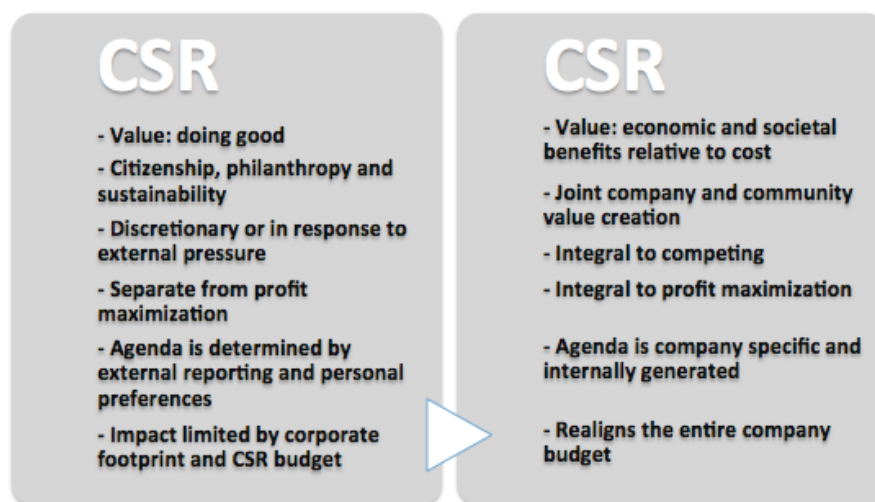 CSR
- Value: doing good
- Citizenship, philanthropy and
sustainability
- Discretionary or in response to
external pressure
- Separate from profit
maximization
- Agenda is determined by
external reporting and personal
preferences
- Impact limited by corporate
footprint and CSR budget
CSR
- Value: economic and societal
benefits relative to cost
- Joint company and community
value creation
- Integral to competing
- Integral to profit maximization
- Agenda is company specific and
internally generated
- Realigns the entire company
budget